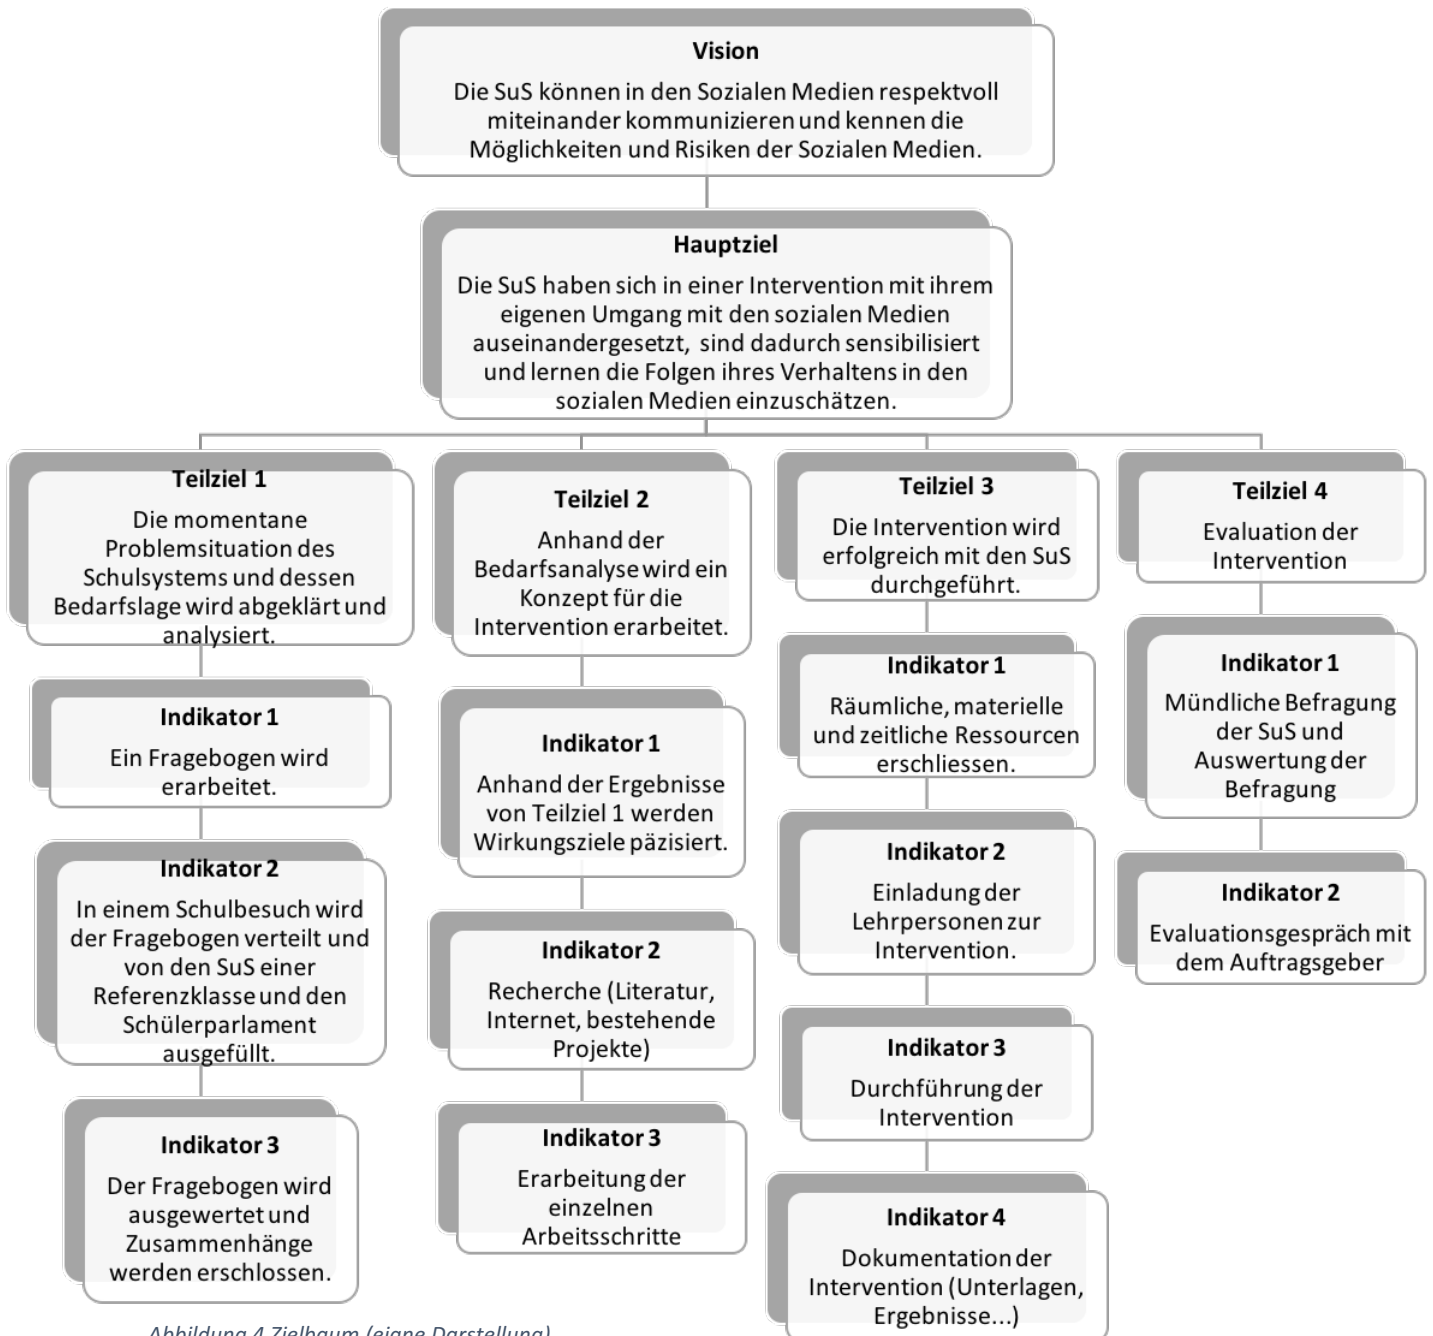 Vision
Die SuS können in den Sozialen Medien respektvoll
miteinander kommunizieren und kennen die
Möglichkeiten und Risiken der Sozialen Medien.
Hauptziel
Die SuS haben sich in einer Intervention mit ihrem
eigenen Umgang mit den sozialen Medien
auseinandergesetzt, sind dadurch sensibilisiert
und lernen die Folgen ihres Verhaltens in den
sozialen Medien einzuschätzen.
Teilziel 1
Die momentane
Problemsituation des
Schulsystems und dessen
Bedarfslage wird abgeklärt und
analysiert.
Indikator 1
Ein Fragebogen wird
erarbeitet.
Indikator 2
In einem Schulbesuch wird
der Fragebogen verteilt und
von den SuS einer
Referenzklasse und den
Schülerparlament
ausgefüllt.
Indikator 3
Der Fragebogen wird
ausgewertet und
Zusammenhänge
werden erschlossen.
Teilziel 2
Anhand der
Bedarfsanalyse wird ein
Konzept für die
Intervention erarbeitet.
Indikator 1
Anhand der Ergebnisse
von Teilziel 1 werden
Wirkungsziele päzisiert.
Indikator 2
Recherche (Literatur,
Internet, bestehende
Projekte)
Indikator 3
Erarbeitung der
einzelnen
Arbeitsschritte
Teilziel 3
Die Intervention wird
erfolgreich mit den SuS
durchgeführt.
Indikator 1
Räumliche, materielle
und zeitliche Ressourcen
erschliessen.
Indikator 2
Einladung der
Lehrpersonen zur
Intervention.
Indikator 3
Durchführung der
Intervention
Indikator 4
Dokumentation der
Intervention (Unterlagen,
Ergebnisse...)
Teilziel 4
Evaluation der
Intervention
Indikator 1
Mündliche Befragung
der SuS und
Auswertung der
Befragung
Indikator 2
Evaluationsgespräch mit
dem Auftragsgeber
Abbildung 4 Zielbaum (eigne Darstellung)